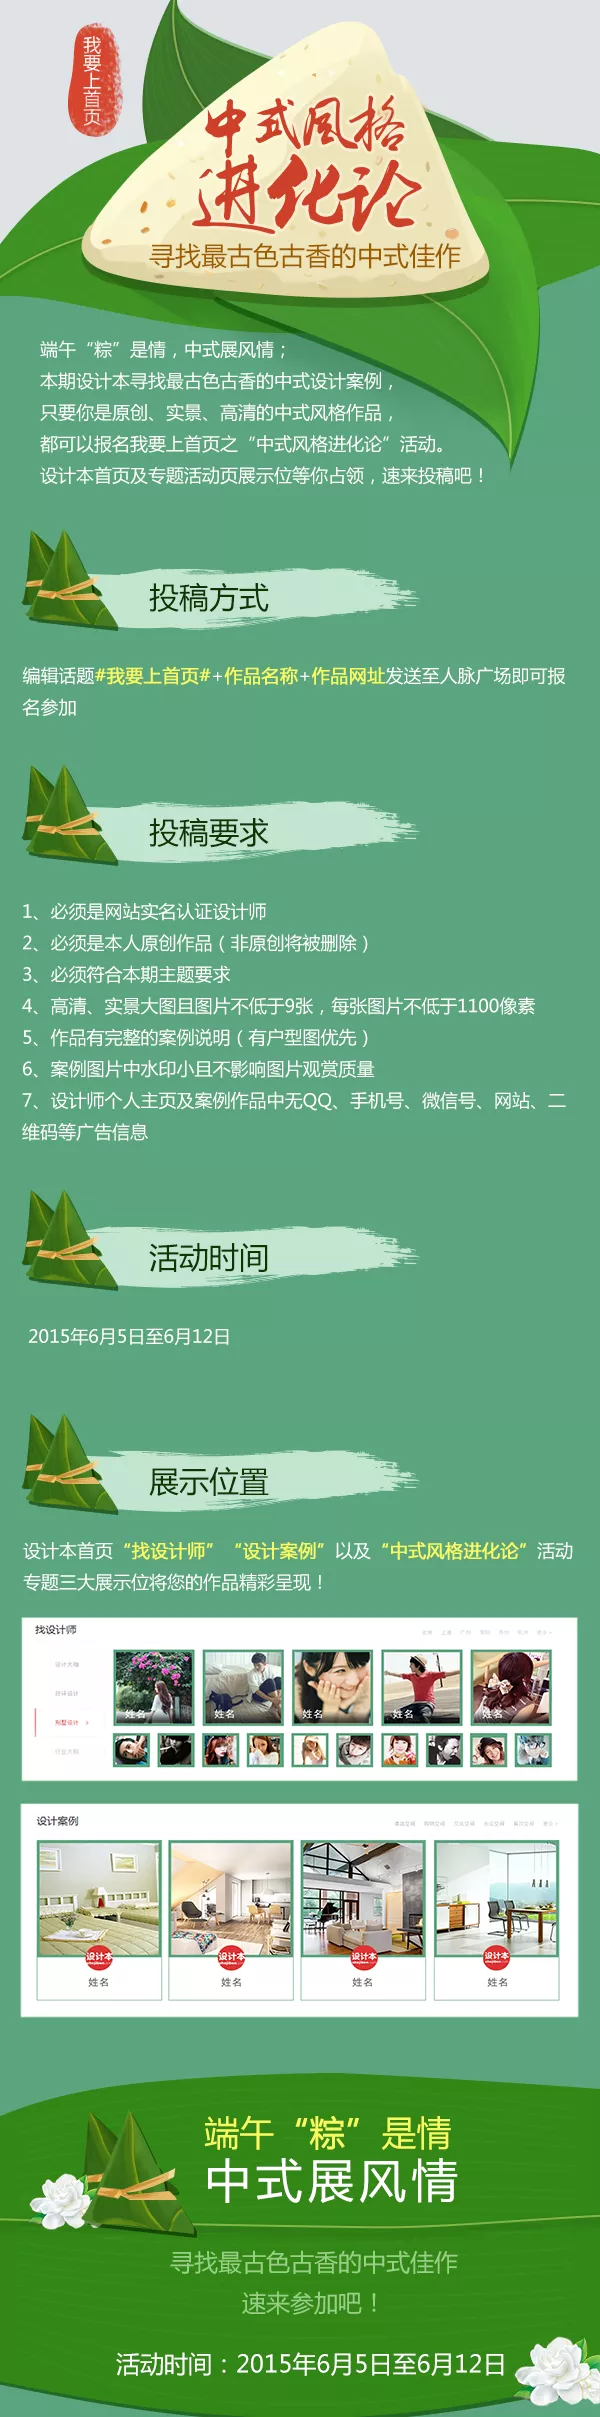 我要上首页
中式风格
进化论
寻找最古色古香的中式佳作
端午“粽”是情，中式展风情；
本期设计本寻找最古色古香的中式设计案例，
只要你是原创、实景、高清的中式风格作品，
都可以报名我要上首页之“中式风格进化论”活动。
设计本首页及专题活动页展示位等你占领，速来投稿吧！
投稿方式
编辑话题#我要上首页#+作品名称+作品网址发送至人脉广场即可报
名参加
投稿要求
1、必须是网站实名认证设计师
2、必须是本人原创作品（非原创将被删除）
3、必须符合本期主题要求
4、高清、实景大图且图片不低于9张，每张图片不低于1100像素
5、作品有完整的案例说明（有户型图优先）
6、案例图片中水印小且不影响图片观赏质量
7、设计师个人主页及案例作品中无QQ、手机号、微信号、网站、二
维码等广告信息
活动时间
2015年6月5日至6月12日
展示位置
设计本首页“找设计师”“设计案例”以及“中式风格进化论”活动
专题三大展示位将您的作品精彩呈现！
找设计师
别墅设计
姓名 姓名 姓名 姓名 姓名
设计案例
设计本 设计本 设计本 设计本
姓名 姓名 姓名 姓名
端午“粽”是情
中式展风情
寻找最古色古香的中式佳作
速来参加吧！
活动时间：2015年6月5日至6月12日